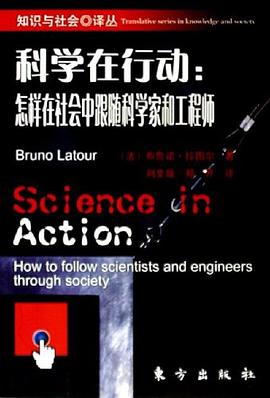 知识与社会译丛 Translative series in knowledge and society
科学在行动：
怎样在社会中跟随科学家和工程师
Bruno Latour
（法）布鲁诺·拉图尔 著
译
Science in
Action
How to follow scientists and engineers
through society
东方出版社